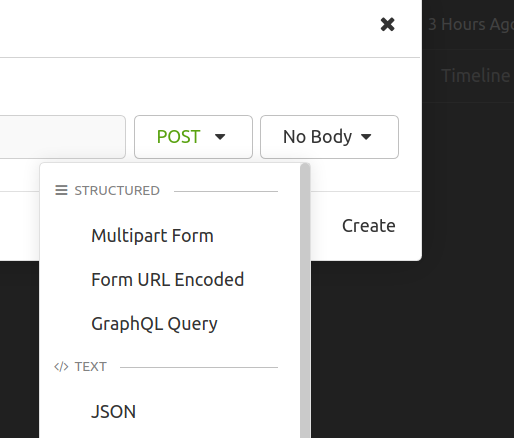 ✖
3 Hours Ago
Timeline
POST
No Body
STRUCTURED
Create
Multipart Form
Form URL Encoded
GraphQL Query
</> TEXT
JSON